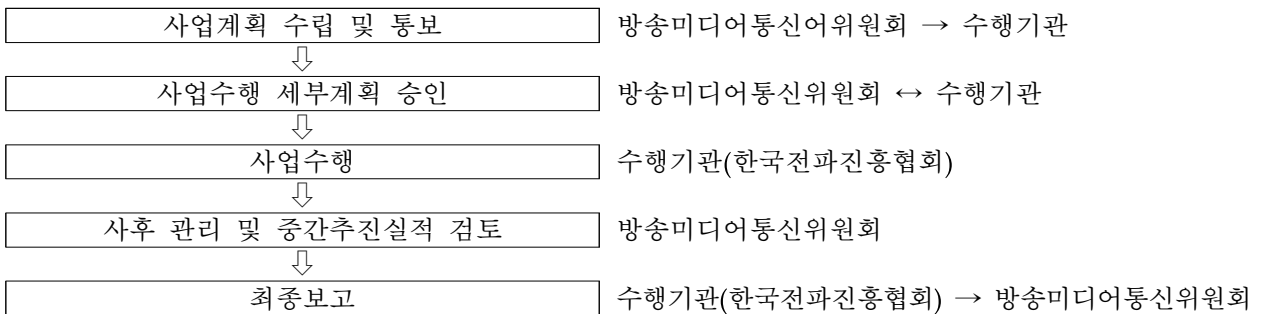 사업계획 수립 및 통보 방송미디어통신어위원회 → 수행기관
⇩
사업수행 세부계획 승인 방송미디어통신위원회 ↔ 수행기관
⇩
사업수행 수행기관(한국전파진흥협회)
⇩
사후 관리 및 중간추진실적 검토 방송미디어통신위원회
⇩
최종보고 수행기관(한국전파진흥협회) → 방송미디어통신위원회